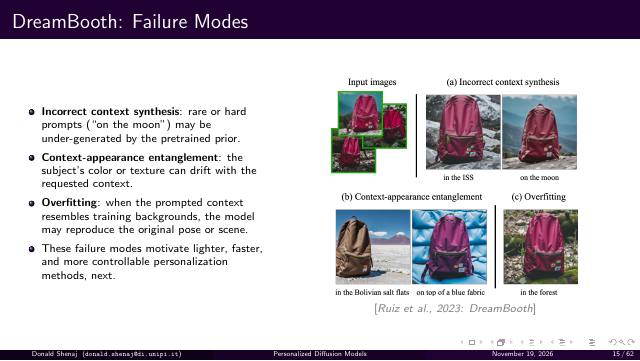 DreamBooth: Failure Modes
Incorrect context synthesis: rare or hard
prompts (“on the moon”) may be
under-generated by the pretrained prior.
Context-appearance entanglement: the
subject's color or texture can drift with the
requested context.
Overfitting: when the prompted context
resembles training backgrounds, the model
may reproduce the original pose or scene.
These failure modes motivate lighter, faster,
and more controllable personalization
methods, next.
Input images
(a) Incorrect context synthesis
in the ISS
on the moon
(b) Context-appearance entanglement
(c) Overfitting
in the Bolivian salt flats
on top of a blue fabric
in the forest
[Ruiz et al., 2023: DreamBooth]
Donald Shenaj (donald.shenaj@di.unipi.it)
Personalized Diffusion Models
November 19, 2026
15 / 62